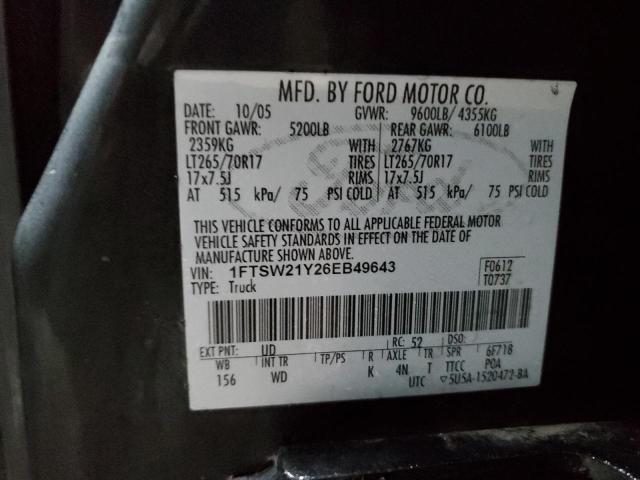 MFD. BY FORD MOTOR CO.
DATE: 10/05 GVWR: 9600LB/ 4355KG
FRONT GAWR: 5200LB REAR GAWR: 6100LB
2359KG WITH 2767KG WITH
LT265/70R17 TIRES LT265/70R17 TIRES
17x7.5J RIMS 17x7.5J RIMS
AT 515 kPa/ 75 PSI COLD AT 515 kPa/ 75 PSI COLD
THIS VEHICLE CONFORMS TO ALL APPLICABLE FEDERAL MOTOR
VEHICLE SAFETY STANDARDS IN EFFECT ON THE DATE OF
MANUFACTURE SHOWN ABOVE.
VIN: 1FTSW21Y26EB49643 F0612
TYPE: Truck T0737
EXT PNT: UD RC: 52 DSO:
WB INT TR TP/PS R AXLE TR SPR 6F718
156 WD K 4N T TTCC POA
UTC ▽5U5A-1520472-BA